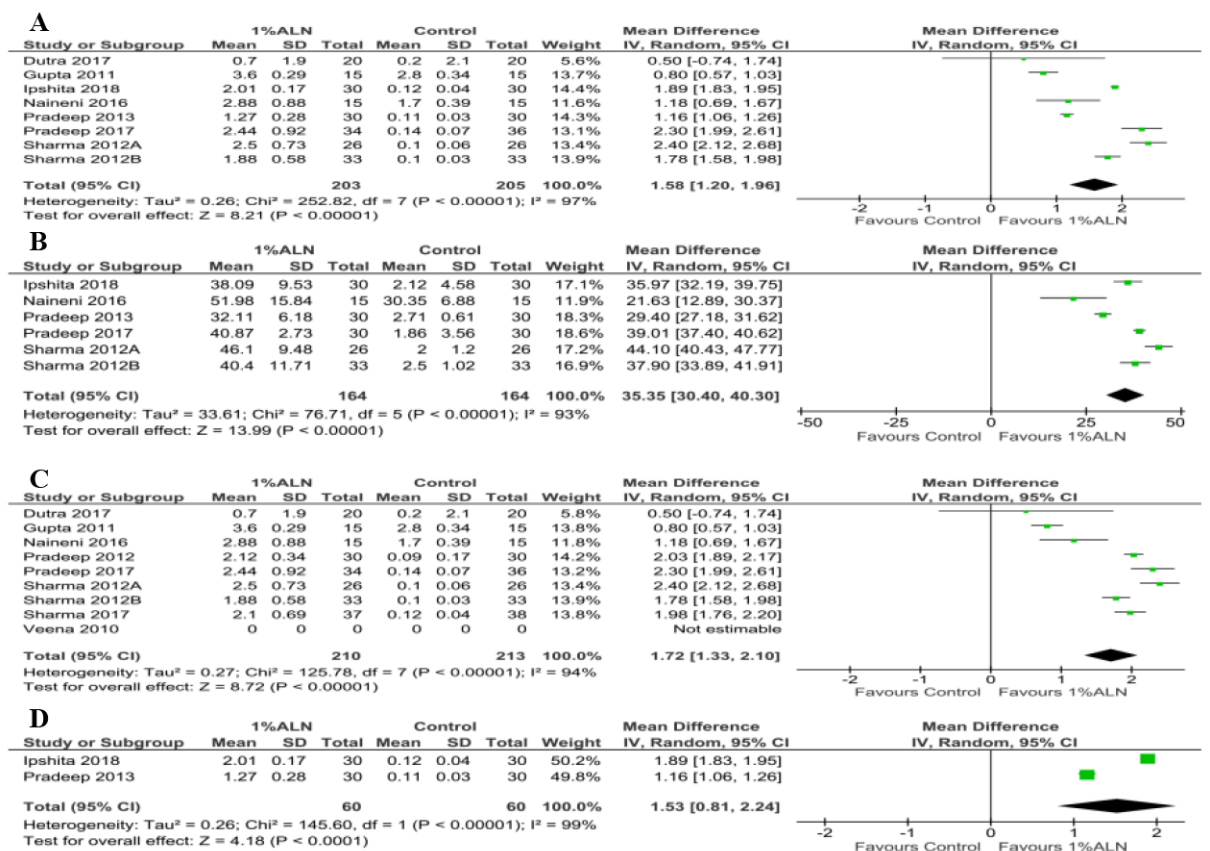 A
1%ALN Control Mean Difference Mean Difference
Study or Subgroup Mean SD Total Mean SD Total Weight IV, Random, 95% CI IV, Random, 95% CI
Dutra 2017 0.7 1.9 20 0.2 2.1 20 5.6% 0.50 [-0.74, 1.74]
Gupta 2011 3.6 0.29 15 2.8 0.34 15 13.7% 0.80 [0.57, 1.03]
Ipshita 2018 2.01 0.17 30 0.12 0.04 30 14.4% 1.89 [1.83, 1.95]
Naineni 2016 2.88 0.88 15 1.7 0.39 15 11.6% 1.18 [0.69, 1.67]
Pradeep 2013 1.27 0.28 30 0.11 0.03 30 14.3% 1.16 [1.06, 1.26]
Pradeep 2017 2.44 0.92 34 0.14 0.07 36 13.1% 2.30 [1.99, 2.61]
Sharma 2012A 2.5 0.73 26 0.1 0.06 26 13.4% 2.40 [2.12, 2.68]
Sharma 2012B 1.88 0.58 33 0.1 0.03 33 13.9% 1.78 [1.58, 1.98]
Total (95% CI) 203 205 100.0% 1.58 [1.20, 1.96]
Heterogeneity: Tau² = 0.26; Chi² = 252.82, df = 7 (P < 0.00001); I² = 97%
Test for overall effect: Z = 8.21 (P < 0.00001)
-2 -1 0 1 2
Favours Control Favours 1%ALN
B
1%ALN Control Mean Difference Mean Difference
Study or Subgroup Mean SD Total Mean SD Total Weight IV, Random, 95% CI IV, Random, 95% CI
Ipshita 2018 38.09 9.53 30 2.12 4.58 30 17.1% 35.97 [32.19, 39.75]
Naineni 2016 51.98 15.84 15 30.35 6.88 15 11.9% 21.63 [12.89, 30.37]
Pradeep 2013 32.11 6.18 30 2.71 0.61 30 18.3% 29.40 [27.18, 31.62]
Pradeep 2017 40.87 2.73 30 1.86 3.56 30 18.6% 39.01 [37.40, 40.62]
Sharma 2012A 46.1 9.48 26 2 1.2 26 17.2% 44.10 [40.43, 47.77]
Sharma 2012B 40.4 11.71 33 2.5 1.02 33 16.9% 37.90 [33.89, 41.91]
Total (95% CI) 164 164 100.0% 35.35 [30.40, 40.30]
Heterogeneity: Tau² = 33.61; Chi² = 76.71, df = 5 (P < 0.00001); I² = 93%
Test for overall effect: Z = 13.99 (P < 0.00001)
-50 -25 0 25 50
Favours Control Favours 1%ALN
C
1%ALN Control Mean Difference Mean Difference
Study or Subgroup Mean SD Total Mean SD Total Weight IV, Random, 95% CI IV, Random, 95% CI
Dutra 2017 0.7 1.9 20 0.2 2.1 20 5.8% 0.50 [-0.74, 1.74]
Gupta 2011 3.6 0.29 15 2.8 0.34 15 13.8% 0.80 [0.57, 1.03]
Naineni 2016 2.88 0.88 15 1.7 0.39 15 11.8% 1.18 [0.69, 1.67]
Pradeep 2012 2.12 0.34 30 0.09 0.17 30 14.2% 2.03 [1.89, 2.17]
Pradeep 2017 2.44 0.92 34 0.14 0.07 36 13.2% 2.30 [1.99, 2.61]
Sharma 2012A 2.5 0.73 26 0.1 0.06 26 13.4% 2.40 [2.12, 2.68]
Sharma 2012B 1.88 0.58 33 0.1 0.03 33 13.9% 1.78 [1.58, 1.98]
Sharma 2017 2.1 0.69 37 0.12 0.04 38 13.8% 1.98 [1.76, 2.20]
Veena 2010 0 0 0 0 0 0 Not estimable
Total (95% CI) 210 213 100.0% 1.72 [1.33, 2.10]
Heterogeneity: Tau² = 0.27; Chi² = 125.78, df = 7 (P < 0.00001); I² = 94%
Test for overall effect: Z = 8.72 (P < 0.00001)
-2 -1 0 1 2
Favours Control Favours 1%ALN
D
1%ALN Control Mean Difference Mean Difference
Study or Subgroup Mean SD Total Mean SD Total Weight IV, Random, 95% CI IV, Random, 95% CI
Ipshita 2018 2.01 0.17 30 0.12 0.04 30 50.2% 1.89 [1.83, 1.95]
Pradeep 2013 1.27 0.28 30 0.11 0.03 30 49.8% 1.16 [1.06, 1.26]
Total (95% CI) 60 60 100.0% 1.53 [0.81, 2.24]
Heterogeneity: Tau² = 0.26; Chi² = 145.60, df = 1 (P < 0.00001); I² = 99%
Test for overall effect: Z = 4.18 (P < 0.0001)
-2 -1 0 1 2
Favours Control Favours 1%ALN